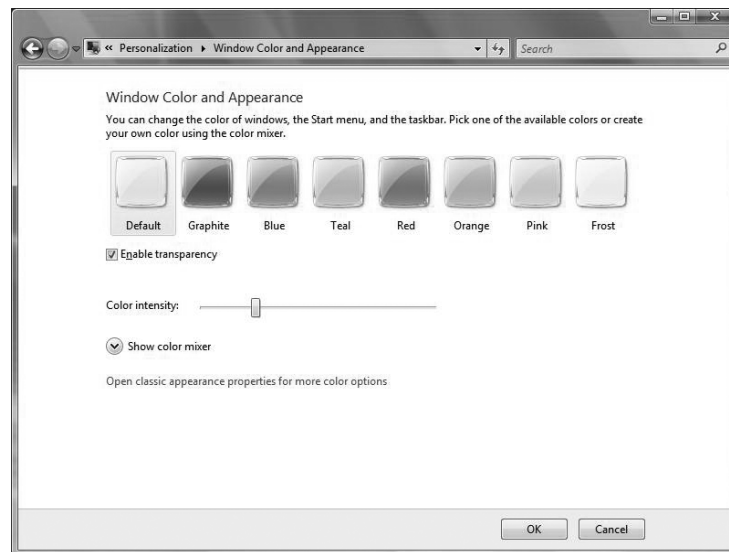 « Personalization ▸ Window Color and Appearance
Search
Window Color and Appearance
You can change the color of windows, the Start menu, and the taskbar. Pick one of the available colors or create
your own color using the color mixer.
Default Graphite Blue Teal Red Orange Pink Frost
Enable transparency
Color intensity:
Show color mixer
Open classic appearance properties for more color options
OK Cancel